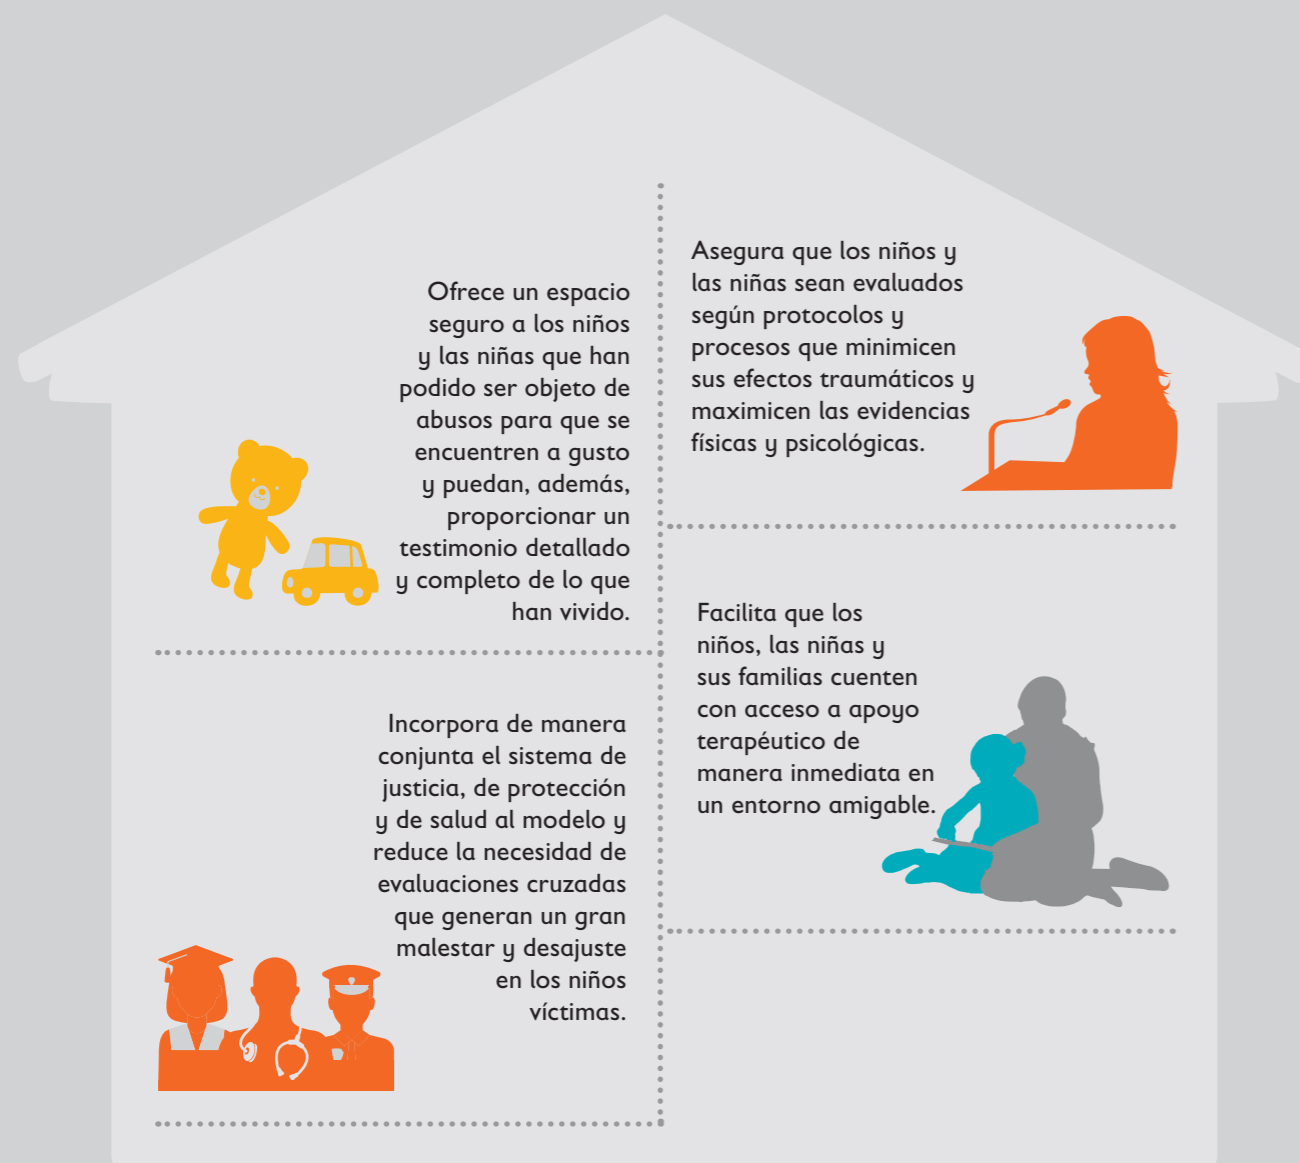 Ofrece un espacio
seguro a los niños
y las niñas que han
podido ser objeto de
abusos para que se
encuentren a gusto
y puedan, además,
proporcionar un
testimonio detallado
y completo de lo que
han vivido.
Asegura que los niños y
las niñas sean evaluados
según protocolos y
procesos que minimicen
sus efectos traumáticos y
maximicen las evidencias
físicas y psicológicas.
Incorpora de manera
conjunta el sistema de
justicia, de protección
y de salud al modelo y
reduce la necesidad de
evaluaciones cruzadas
que generan un gran
malestar y desajuste
en los niños
víctimas.
Facilita que los
niños, las niñas y
sus familias cuenten
con acceso a apoyo
terapéutico de
manera inmediata en
un entorno amigable.